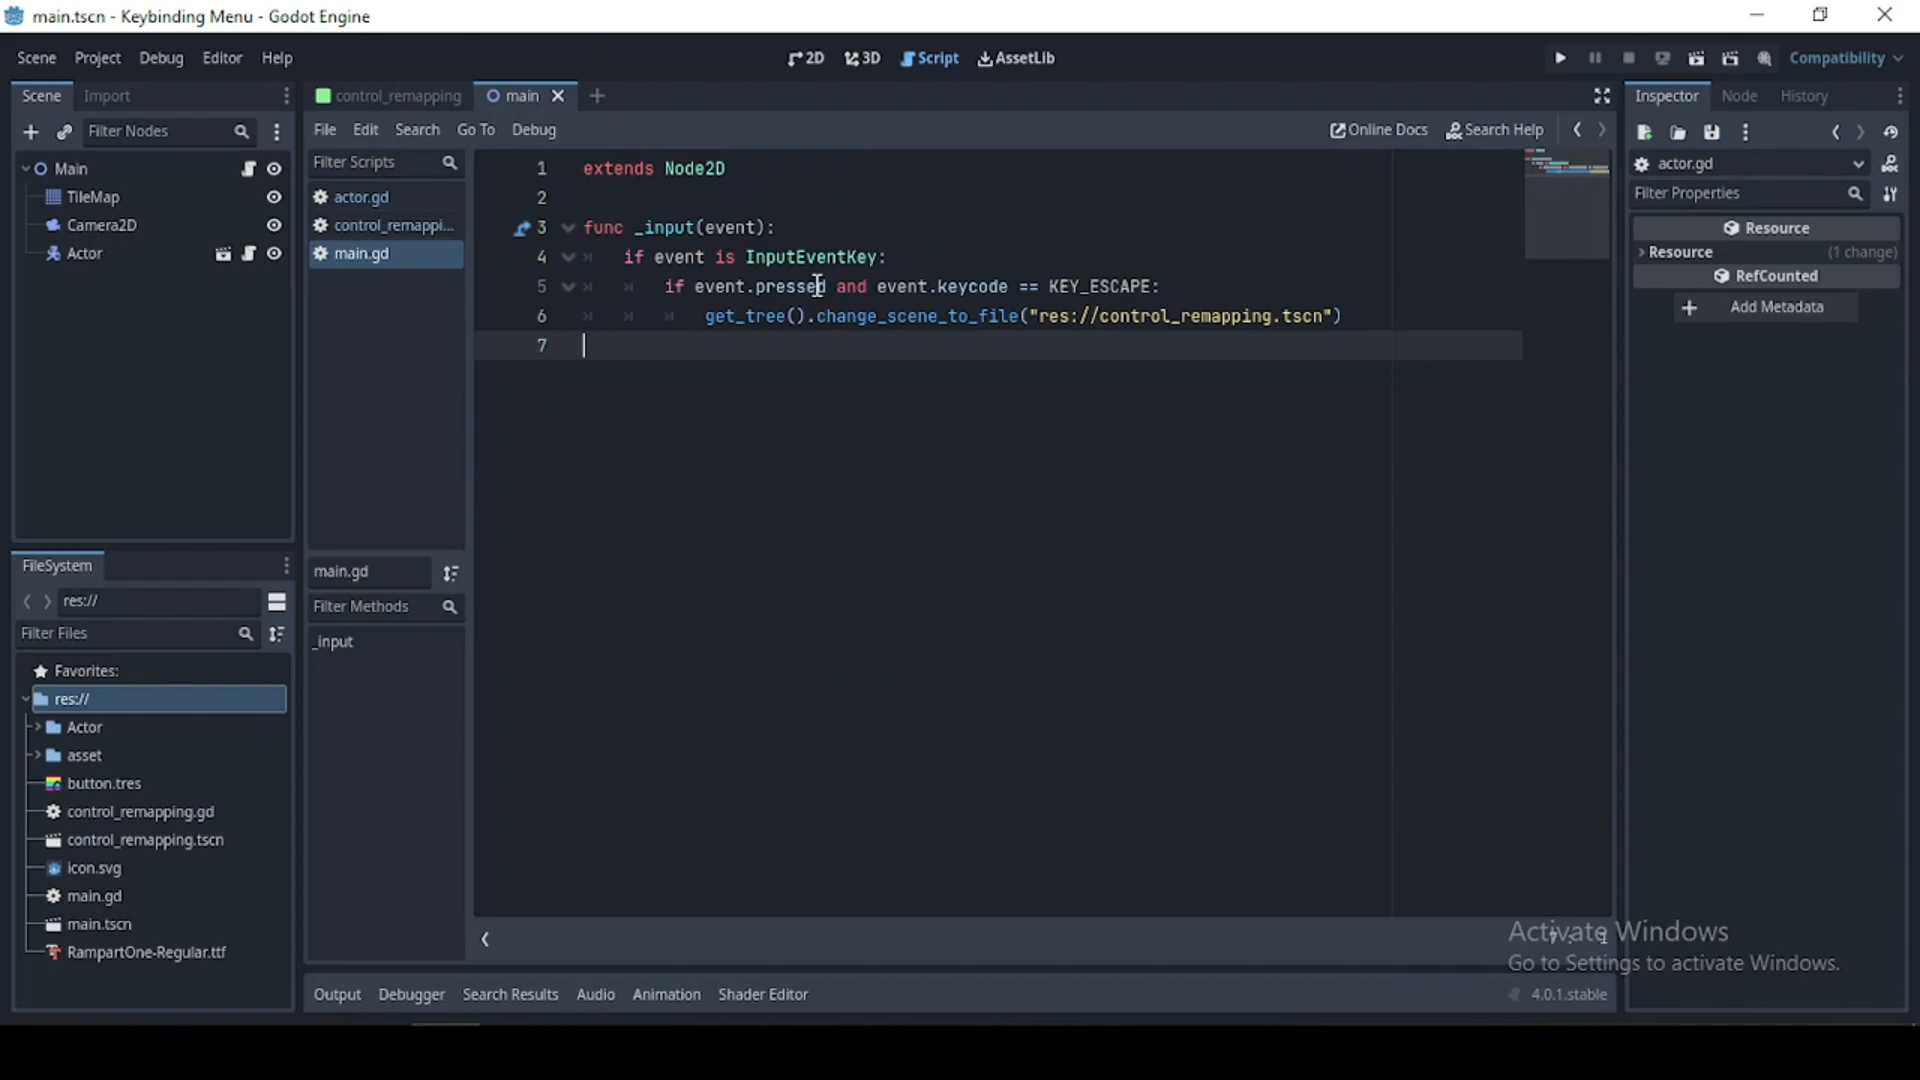 main.tscn - Keybinding Menu - Godot Engine
Scene Project Debug Editor Help
2D 3D Script AssetLib
Compatibility
Scene Import
Filter Nodes
Main
TileMap
Camera2D
Actor
FileSystem
res://
Filter Files
Favorites:
res://
Actor
asset
button.tres
control_remapping.gd
control_remapping.tscn
icon.svg
main.gd
main.tscn
RampartOne-Regular.ttf
control_remapping main
File Edit Search Go To Debug
Online Docs Search Help
Filter Scripts
actor.gd
control_remappi...
main.gd
main.gd
Filter Methods
_input
1 extends Node2D
2
3 func _input(event):
4 if event is InputEventKey:
5 if event.pressed and event.keycode == KEY_ESCAPE:
6 get_tree().change_scene_to_file("res://control_remapping.tscn")
7
Output Debugger Search Results Audio Animation Shader Editor
4.0.1.stable
Inspector Node History
actor.gd
Filter Properties
Resource
Resource (1 change)
RefCounted
Add Metadata
Activate Windows
Go to Settings to activate Windows.